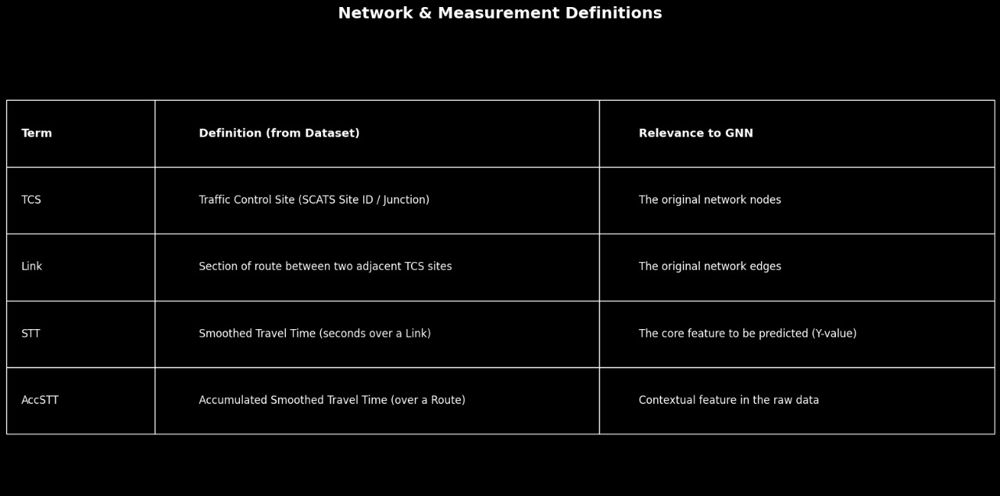 Network & Measurement Definitions
Term
Definition (from Dataset)
Relevance to GNN
TCS
Traffic Control Site (SCATS Site ID / Junction)
The original network nodes
Link
Section of route between two adjacent TCS sites
The original network edges
STT
Smoothed Travel Time (seconds over a Link)
The core feature to be predicted (Y-value)
AccSTT
Accumulated Smoothed Travel Time (over a Route)
Contextual feature in the raw data